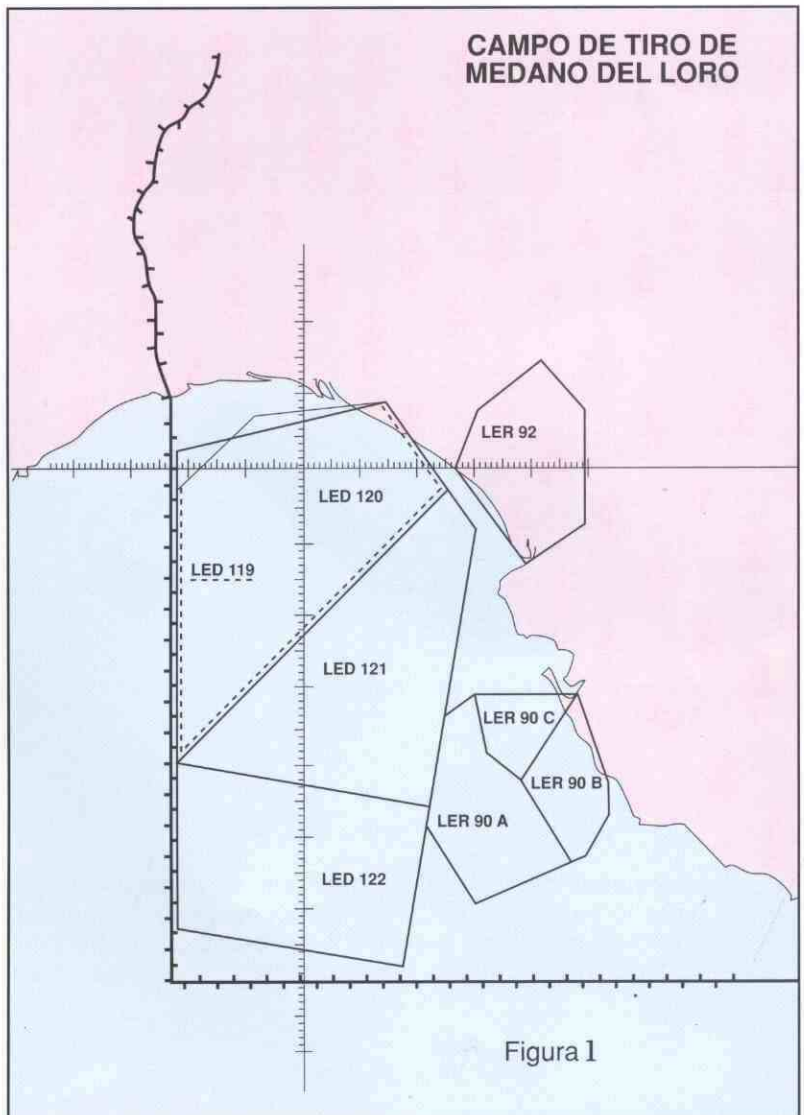 CAMPO DE TIRO DE
MEDANO DEL LORO
LER 92
LED 120
LED 119
LED 121
LER 90 C
LER 90 B
LER 90 A
LED 122
Figura 1